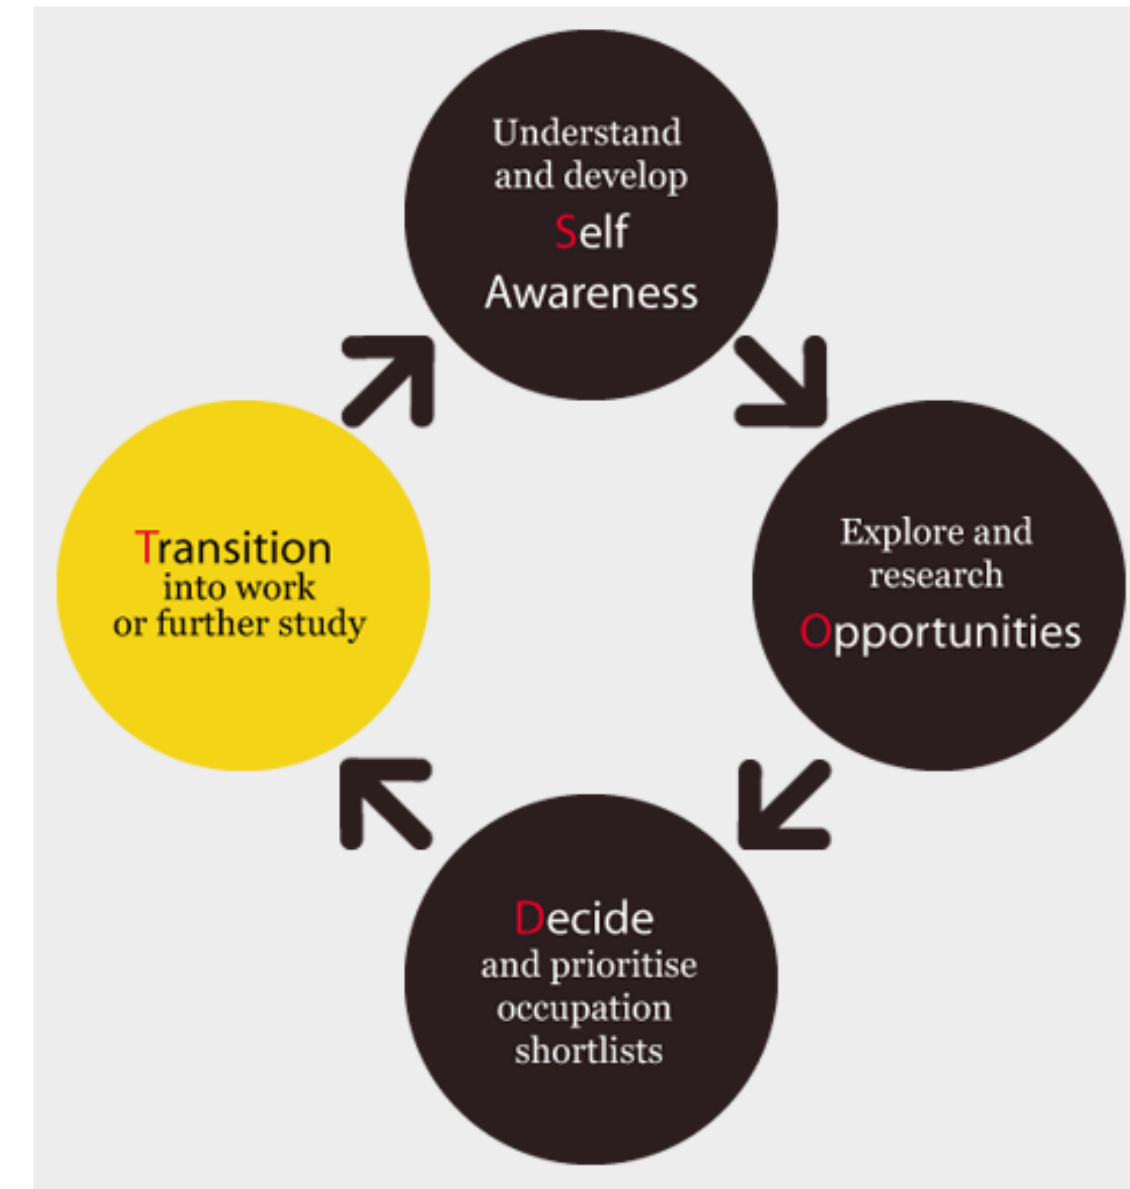 Understand
and develop
Self
Awareness
Explore and
research
Opportunities
Decide
and prioritise
occupation
shortlists
Transition
into work
or further study